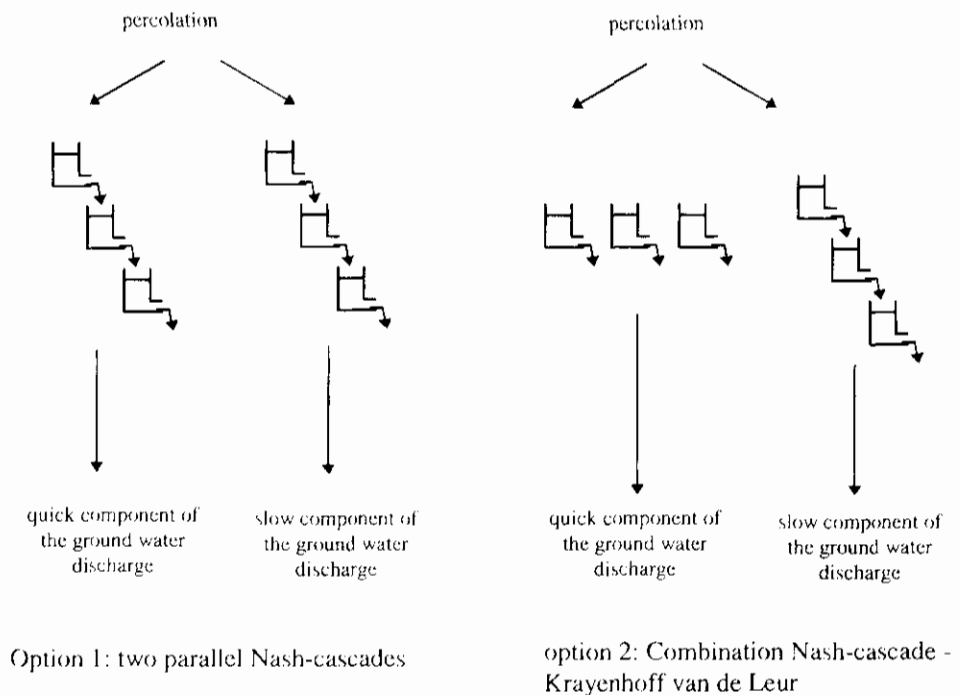 percolation
quick component of
the ground water
discharge
slow component of
the ground water
discharge
Option 1: two parallel Nash-cascades
percolation
quick component of
the ground water
discharge
slow component of
the ground water
discharge
option 2: Combination Nash-cascade -
Krayenhoff van de Leur